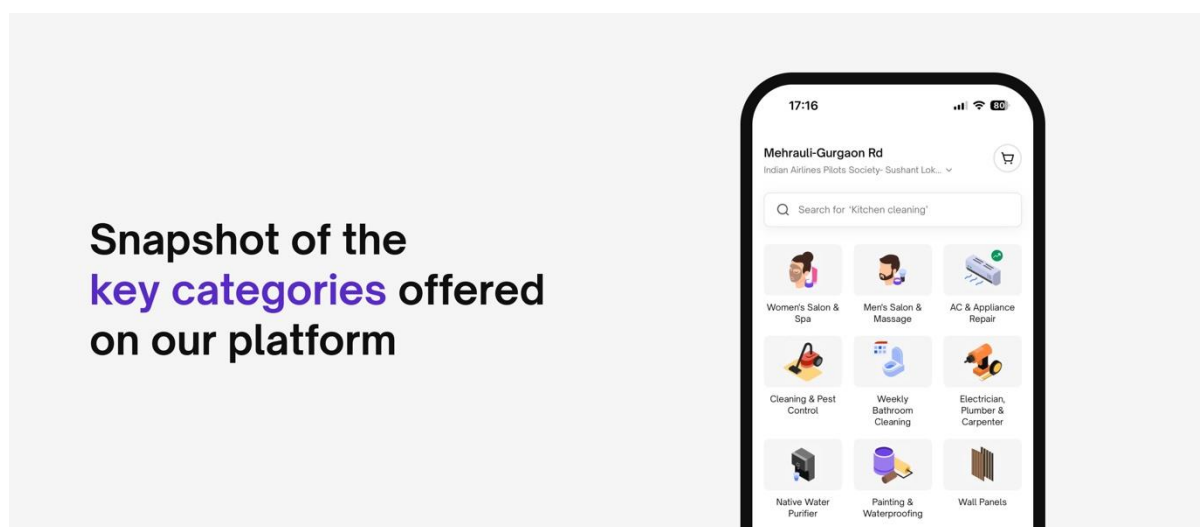 Snapshot of the
key categories offered
on our platform
17:16
80
Mehrauli-Gurgaon Rd
Indian Airlines Pilots Society- Sushant Lok...
Search for 'Kitchen cleaning'
Women's Salon &
Spa
Men's Salon &
Massage
AC & Appliance
Repair
Cleaning & Pest
Control
Weekly
Bathroom
Cleaning
Electrician,
Plumber &
Carpenter
Native Water
Purifier
Painting &
Waterproofing
Wall Panels